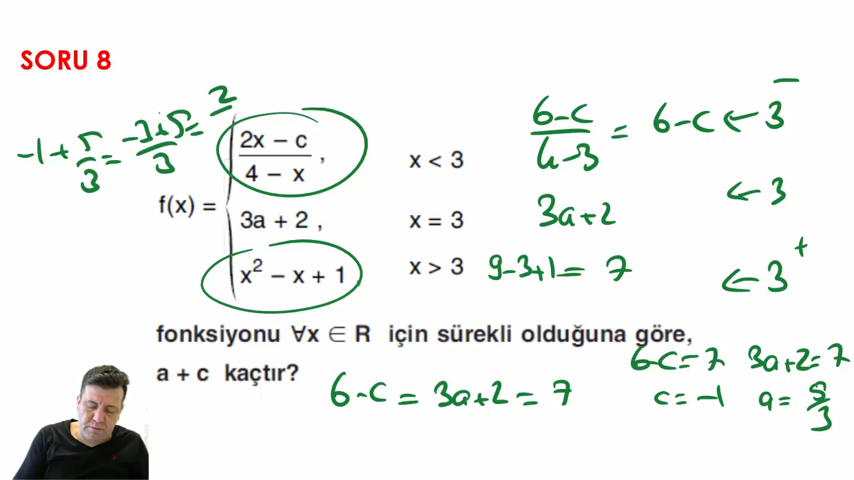 SORU 8
-1 + 5/3 = -3+5/3 = 2
f(x) = { 2x − c / 4 − x , x < 3
3a + 2 , x = 3
x² − x + 1, x > 3
6-c / 4-3 = 6-c ← 3⁻
3a+2 ← 3
9-3+1 = 7 ← 3⁺
fonksiyonu ∀x ∈ R için sürekli olduğuna göre,
a + c kaçtır?
6-c = 3a+2 = 7
6-c = 7 3a+2 = 7
c = -1 a = 5/3